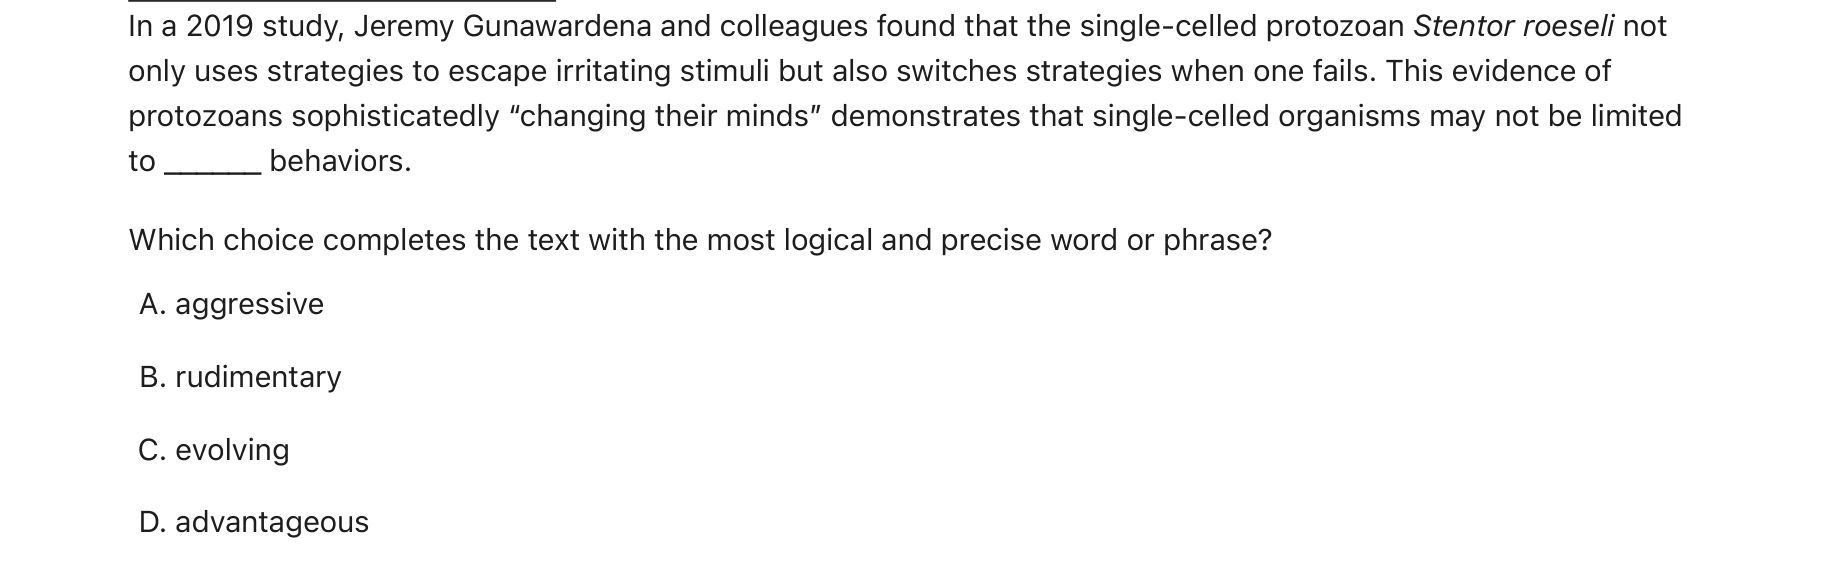 In a 2019 study, Jeremy Gunawardena and colleagues found that the single-celled protozoan Stentor roeseli not
only uses strategies to escape irritating stimuli but also switches strategies when one fails. This evidence of
protozoans sophisticatedly “changing their minds” demonstrates that single-celled organisms may not be limited
to ______ behaviors.
Which choice completes the text with the most logical and precise word or phrase?
A. aggressive
B. rudimentary
C. evolving
D. advantageous